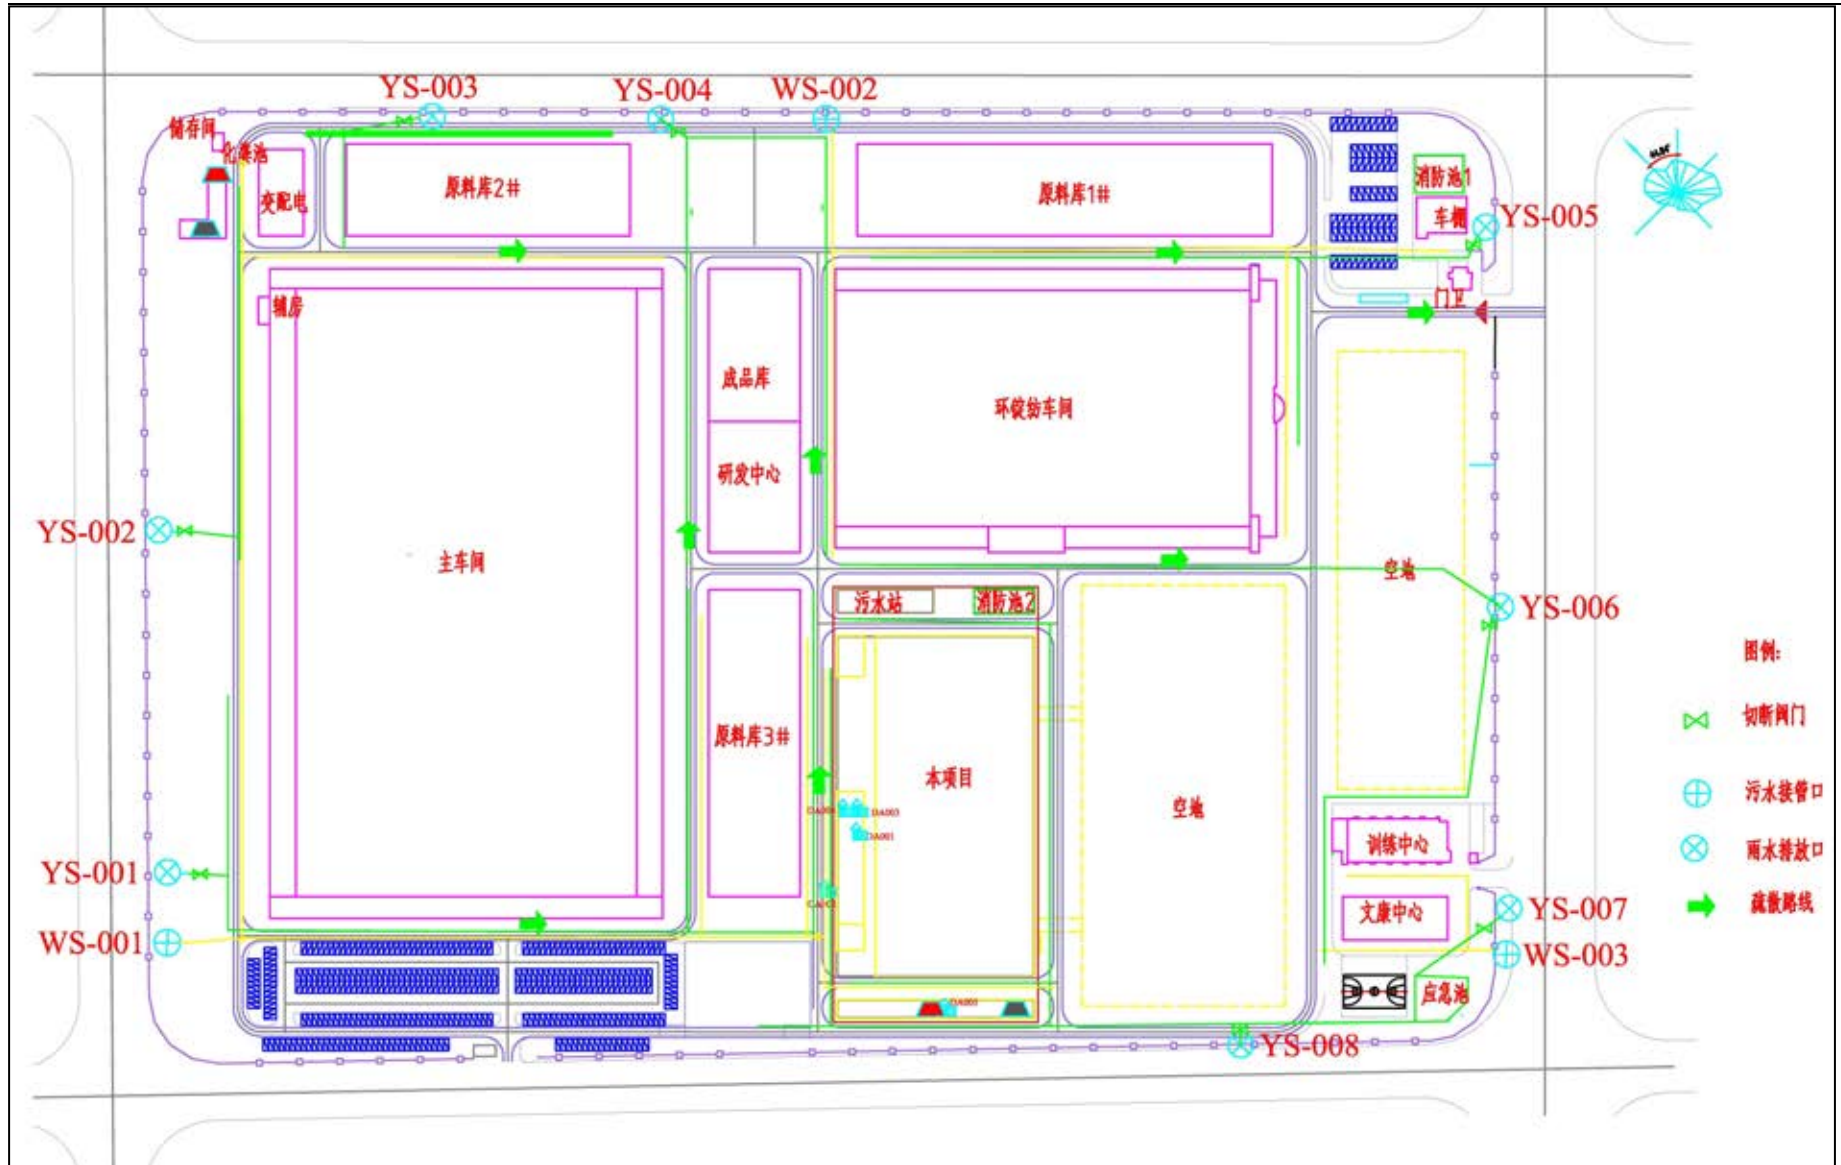 YS-003
YS-004
WS-002
储存间
化粪池
变配电
原料库2#
原料库1#
消防池1
车棚
YS-005
门卫
辅房
成品库
研发中心
环锭纺车间
主车间
空地
YS-002
污水站
消防池2
YS-006
图例:
切断阀门
污水接管口
雨水排放口
疏散路线
原料库3#
本项目
空地
DA003
DA001
训练中心
文康中心
YS-001
WS-001
YS-007
WS-003
应急池
YS-008